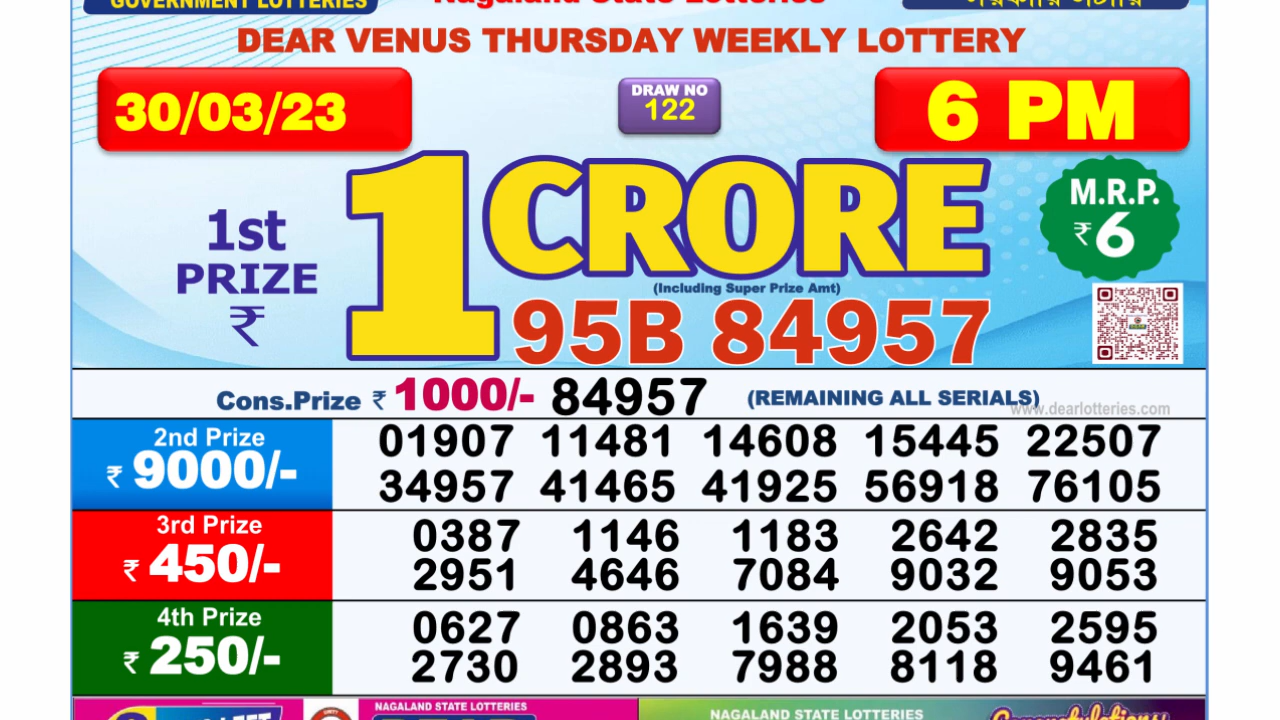 GOVERNMENT LOTTERIES
Nagaland State Lotteries
DEAR VENUS THURSDAY WEEKLY LOTTERY
30/03/23
DRAW NO
122
6 PM
1st
PRIZE
₹
1 CRORE
(Including Super Prize Amt)
95B 84957
M.R.P.
₹ 6
Cons.Prize ₹ 1000/- 84957 (REMAINING ALL SERIALS)
www.dearlotteries.com
2nd Prize
₹ 9000/-
01907 11481 14608 15445 22507
34957 41465 41925 56918 76105
3rd Prize
₹ 450/-
0387 1146 1183 2642 2835
2951 4646 7084 9032 9053
4th Prize
₹ 250/-
0627 0863 1639 2053 2595
2730 2893 7988 8118 9461
NAGALAND STATE LOTTERIES
DEAR
NAGALAND STATE LOTTERIES
Congratulations